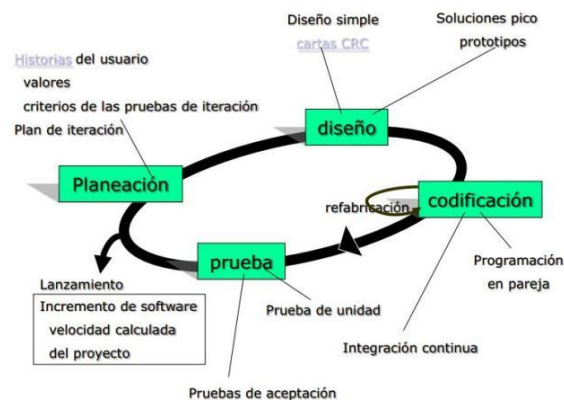 Diseño simple
cartas CRC
Soluciones pico
prototipos
Historias del usuario
valores
criterios de las pruebas de iteración
Plan de iteración
diseño
Planeación
codificación
refabricación
prueba
Programación
en pareja
Lanzamiento
Incremento de software
velocidad calculada
del proyecto
Prueba de unidad
Integración continua
Pruebas de aceptación